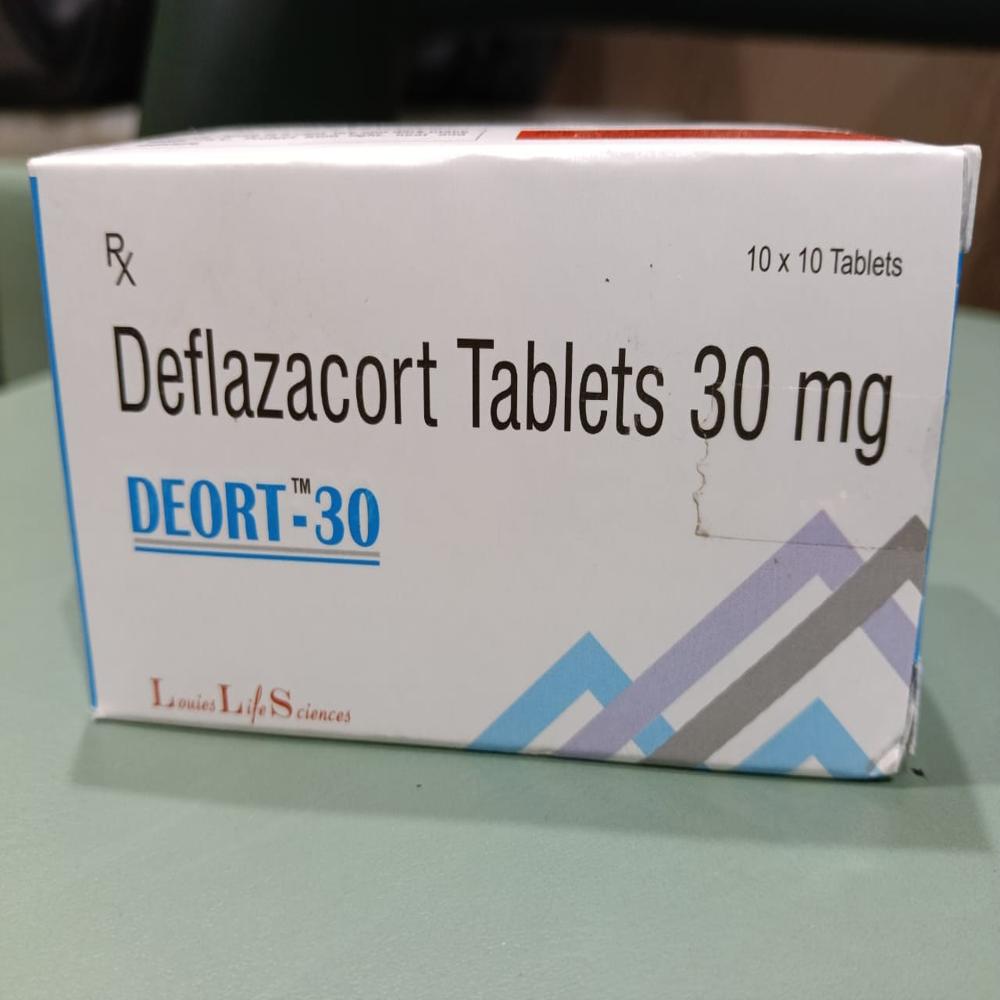 Rx
10 x 10 Tablets
Deflazacort Tablets 30 mg
DEORT™-30
Louies Life Sciences